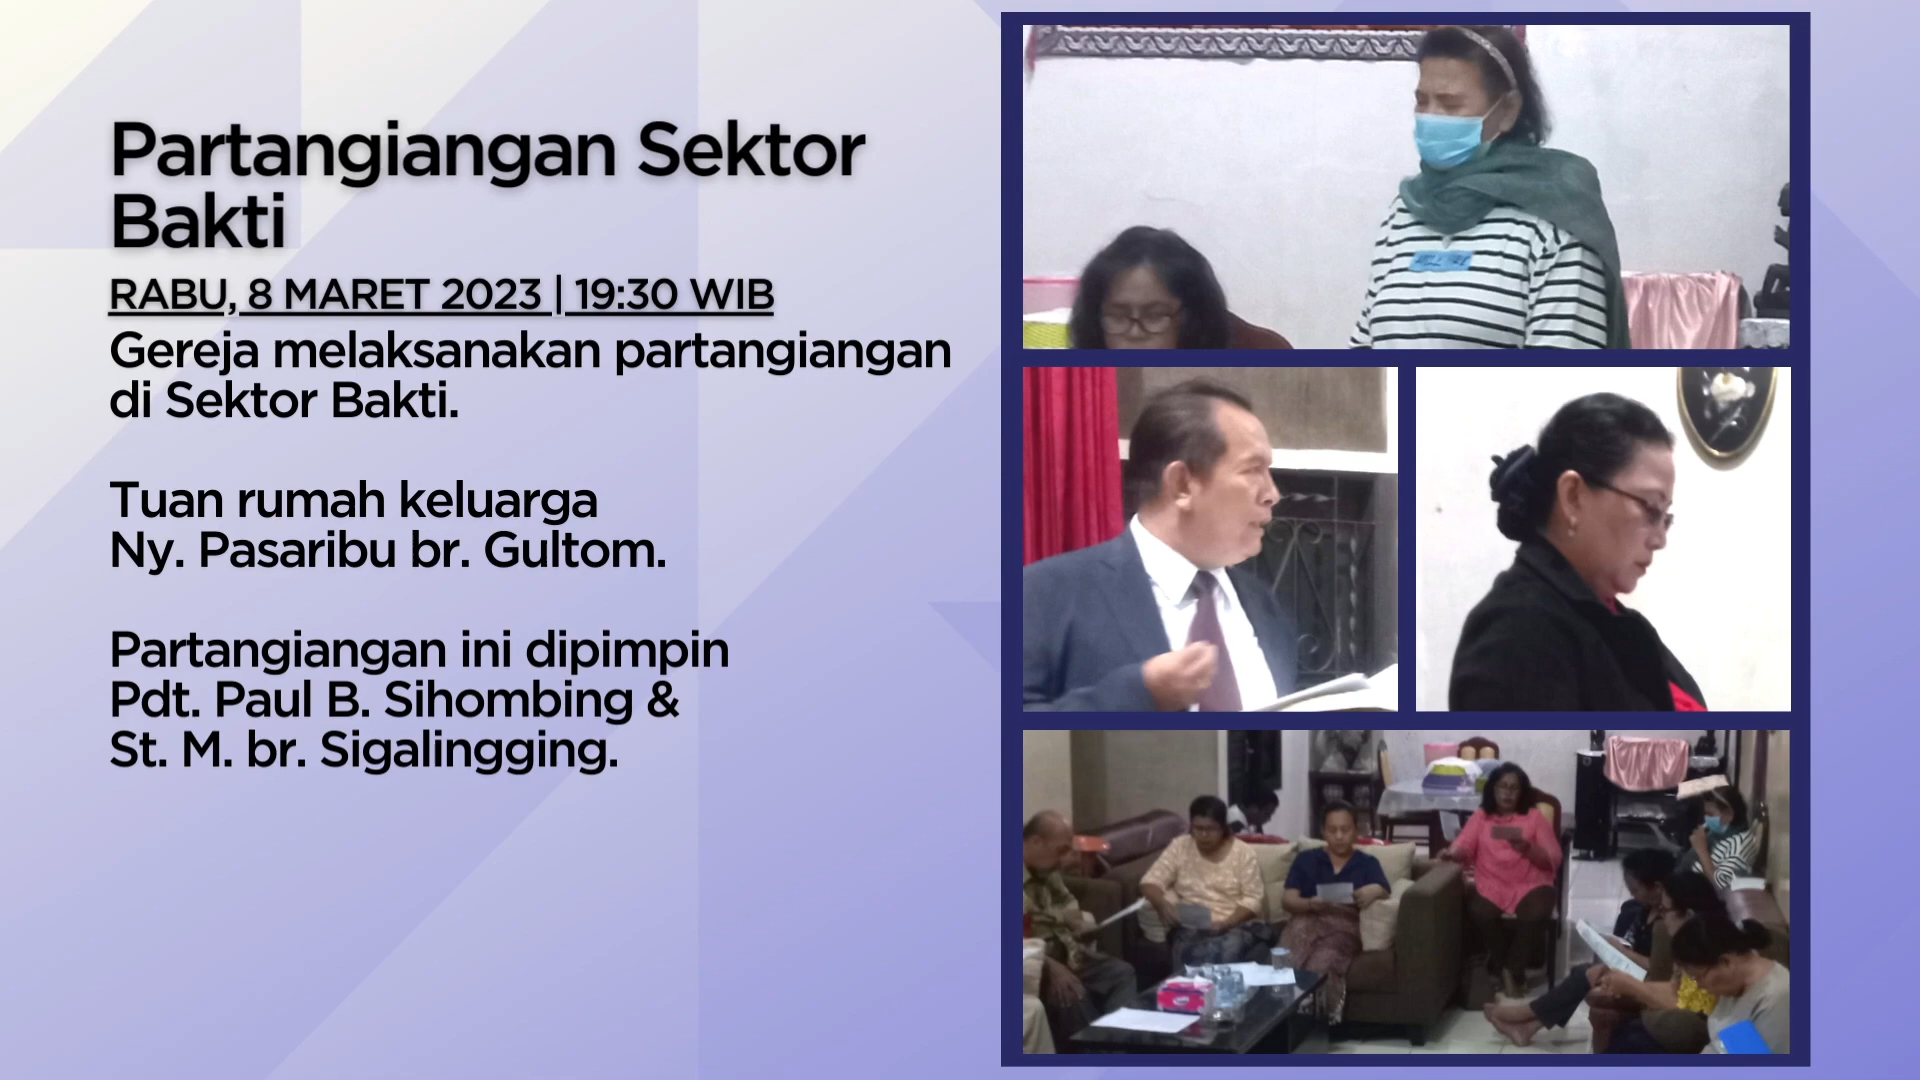 Partangiangan Sektor
Bakti
RABU, 8 MARET 2023 | 19:30 WIB
Gereja melaksanakan partangiangan
di Sektor Bakti.
Tuan rumah keluarga
Ny. Pasaribu br. Gultom.
Partangiangan ini dipimpin
Pdt. Paul B. Sihombing &
St. M. br. Sigalingging.